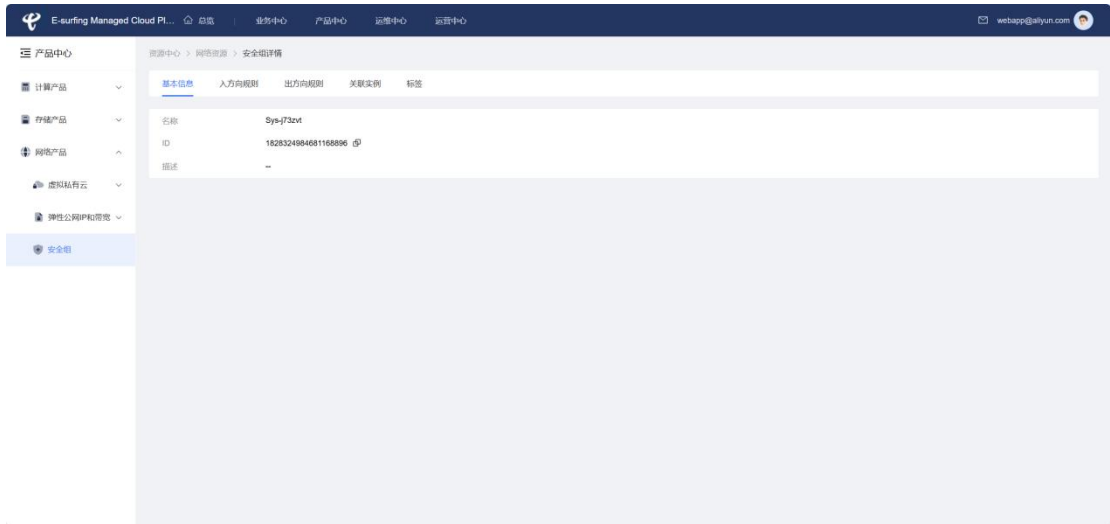 E-surfing Managed Cloud Pl... 总览 业务中心 产品中心 运维中心 运营中心 webapp@aliyun.com
产品中心
资源中心 > 网络资源 > 安全组详情
计算产品
基本信息 入方向规则 出方向规则 关联实例 标签
存储产品
名称 Sys-j73zvt
网络产品
ID 1828324984681168896
描述 --
虚拟私有云
弹性公网IP和带宽
安全组